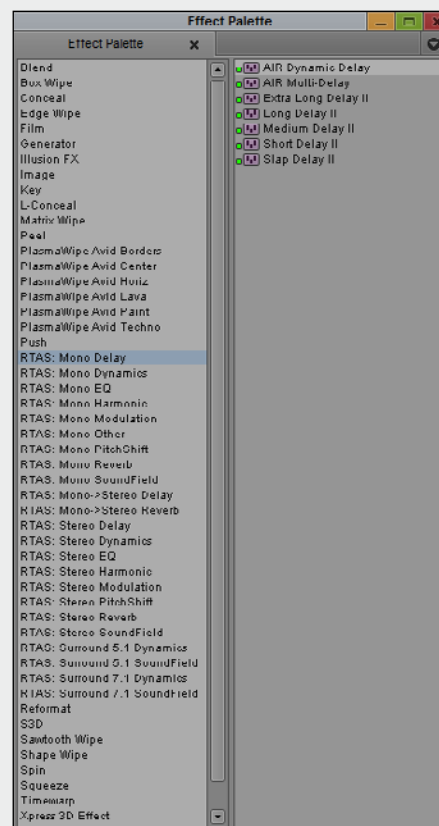 Effect Palette
Effect Palette
Blend
Box Wipe
Conceal
Edge Wipe
Film
Generator
Illusion FX
Image
Key
L-Conceal
Matrix Wipe
Peel
PlasmaWipe Avid Borders
PlasmaWipe Avid Center
PlasmaWipe Avid Horiz
PlasmaWipe Avid Lava
PlasmaWipe Avid Paint
PlasmaWipe Avid Techno
Push
RTAS: Mono Delay
RTAS: Mono Dynamics
RTAS: Mono EQ
RTAS: Mono Harmonic
RTAS: Mono Modulation
RTAS: Mono Other
RTAS: Mono PitchShift
RTAS: Mono Reverb
RTAS: Mono SoundField
RTAS: Mono->Stereo Delay
RTAS: Mono->Stereo Reverb
RTAS: Stereo Delay
RTAS: Stereo Dynamics
RTAS: Stereo EQ
RTAS: Stereo Harmonic
RTAS: Stereo Modulation
RTAS: Stereo PitchShift
RTAS: Stereo Reverb
RTAS: Stereo SoundField
RTAS: Surround 5.1 Dynamics
RTAS: Surround 5.1 SoundField
RTAS: Surround 7.1 Dynamics
RTAS: Surround 7.1 SoundField
Reformat
S3D
Sawtooth Wipe
Shape Wipe
Spin
Squeeze
Timewarp
Xpress 3D Effect
AIR Dynamic Delay
AIR Multi-Delay
Extra Long Delay II
Long Delay II
Medium Delay II
Short Delay II
Slap Delay II